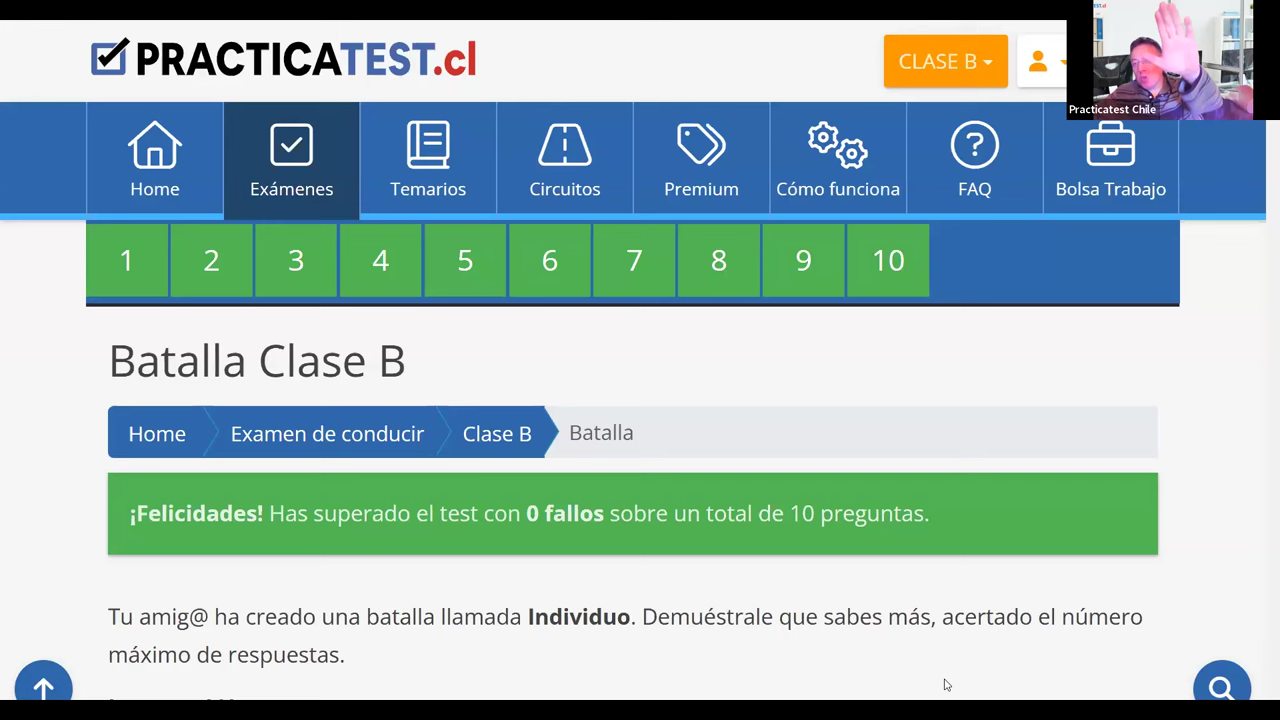 PRACTICATEST.cl
CLASE B
Practicatest Chile
Home
Exámenes
Temarios
Circuitos
Premium
Cómo funciona
FAQ
Bolsa Trabajo
1 2 3 4 5 6 7 8 9 10
Batalla Clase B
Home Examen de conducir Clase B Batalla
¡Felicidades! Has superado el test con 0 fallos sobre un total de 10 preguntas.
Tu amig@ ha creado una batalla llamada Individuo. Demuéstrale que sabes más, acertado el número
máximo de respuestas.